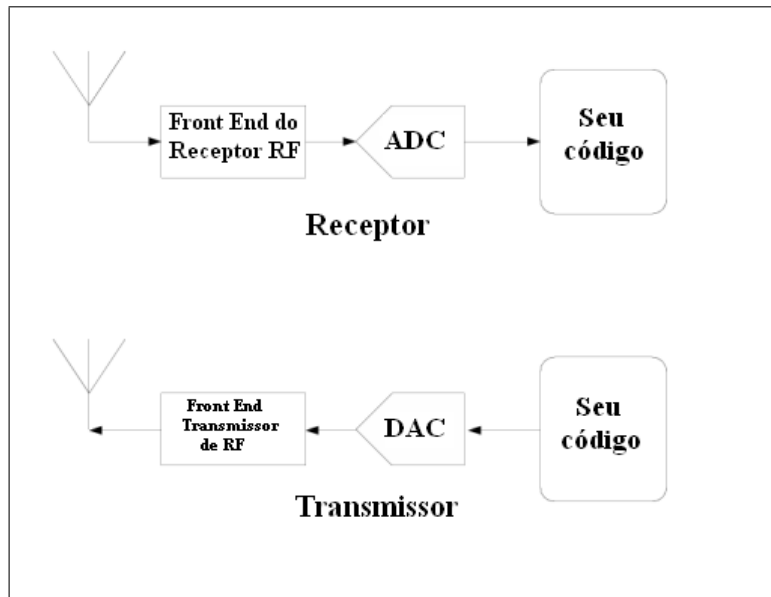 Front End do
Receptor RF
ADC
Seu
código
Receptor
Front End
Transmissor
de RF
DAC
Seu
código
Transmissor